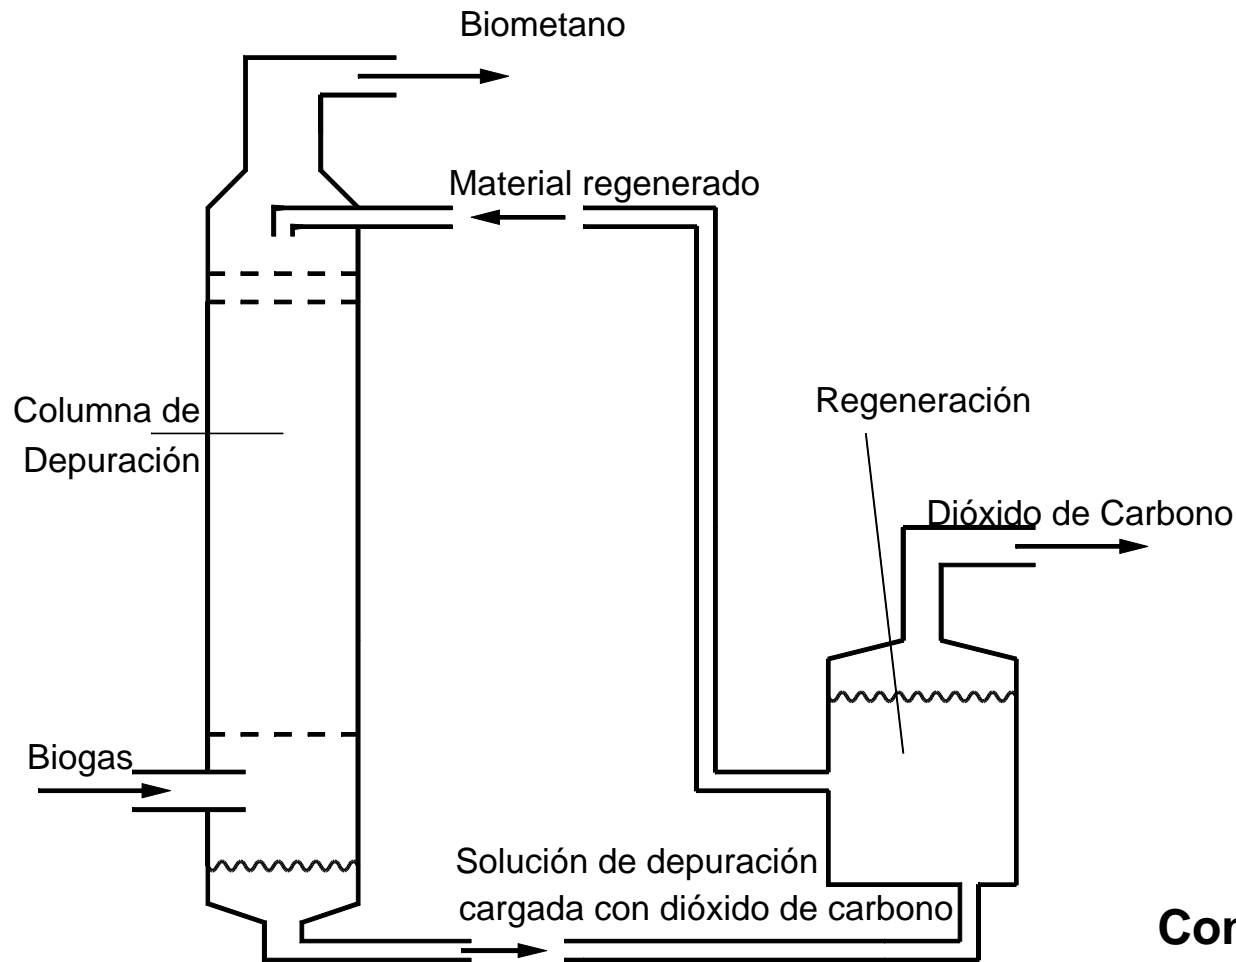 Biometano
Material regenerado
Columna de
Depuración
Regeneración
Dióxido de Carbono
Biogas
Solución de depuración
cargada con dióxido de carbono